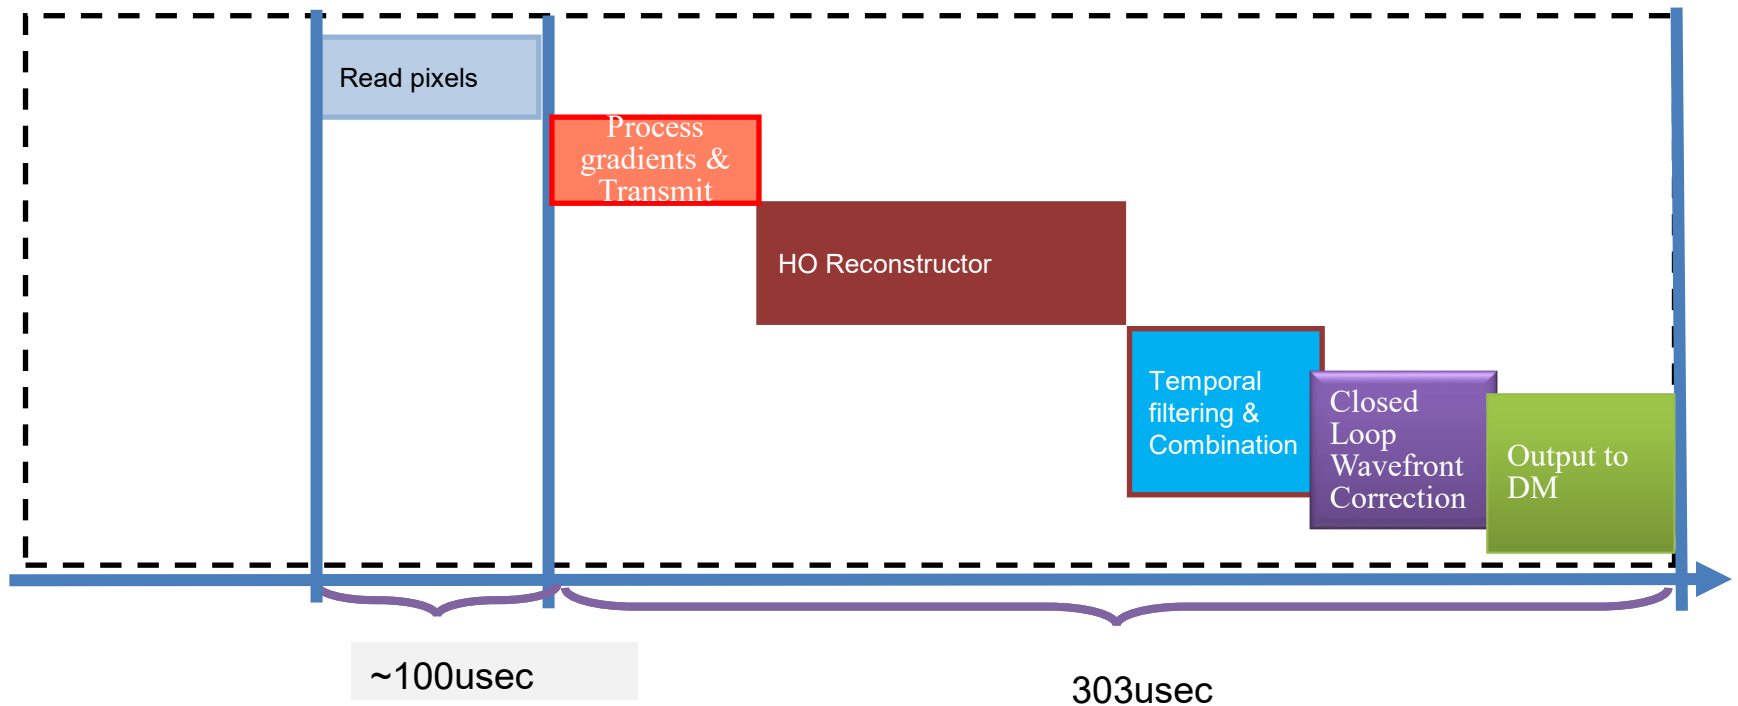 Read pixels
Process
gradients &
Transmit
HO Reconstructor
Temporal
filtering &
Combination
Closed
Loop
Wavefront
Correction
Output to
DM
~100usec
303usec